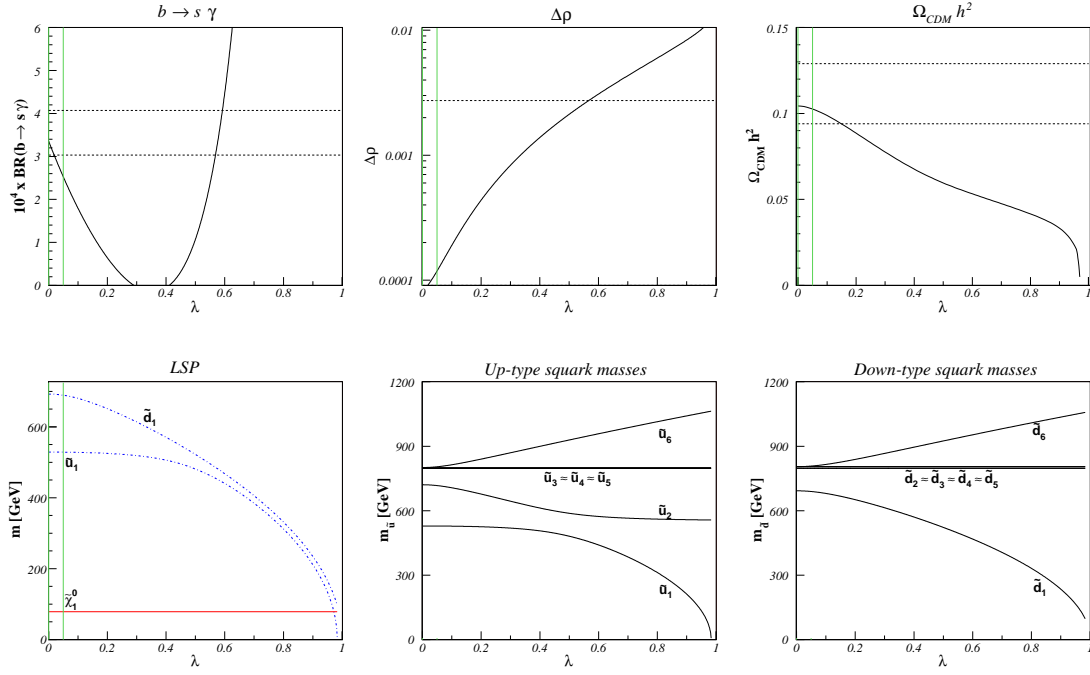 b → s γ
6
5
4
3
2
1
0
10⁴ x BR(b → s γ)
0 0.2 0.4 0.6 0.8 1
λ
Δρ
0.01
0.001
0.0001
Δρ
0 0.2 0.4 0.6 0.8 1
λ
Ω_CDM h²
0.15
0.1
0.05
0
Ω_CDM h²
0 0.2 0.4 0.6 0.8 1
λ
LSP
600
400
200
0
m [GeV]
d̃₁
ũ₁
χ̃₁⁰
0 0.2 0.4 0.6 0.8 1
λ
Up-type squark masses
1200
900
600
300
0
m_ũ [GeV]
ũ₆
ũ₃ ≈ ũ₄ ≈ ũ₅
ũ₂
ũ₁
0 0.2 0.4 0.6 0.8 1
λ
Down-type squark masses
1200
900
600
300
0
m_d̃ [GeV]
d̃₆
d̃₂ ≈ d̃₃ ≈ d̃₄ ≈ d̃₅
d̃₁
0 0.2 0.4 0.6 0.8 1
λ